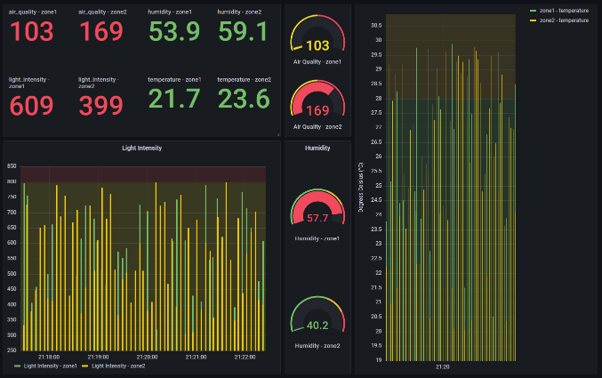 air_quality - zone1
103
air_quality - zone2
169
humidity - zone1
53.9
humidity - zone2
59.1
light_intensity -
zone1
609
light_intensity -
zone2
399
temperature - zone1
21.7
temperature - zone2
23.6
103
Air Quality - zone1
169
Air Quality - zone2
Light Intensity
850
800
750
700
650
600
550
500
450
400
350
300
250
21:18:00
21:19:00
21:20:00
21:21:00
21:22:00
Light Intensity - zone1
Light Intensity - zone2
Humidity
57.7
Humidity - zone1
40.2
Humidity - zone2
Degrees Celsius (°C)
30.5
30
29.5
29
28.5
28
27.5
27
26.5
26
25.5
25
24.5
24
23.5
23
22.5
22
21.5
21
20.5
20
19.5
19
21:20
zone1 - temperature
zone2 - temperature